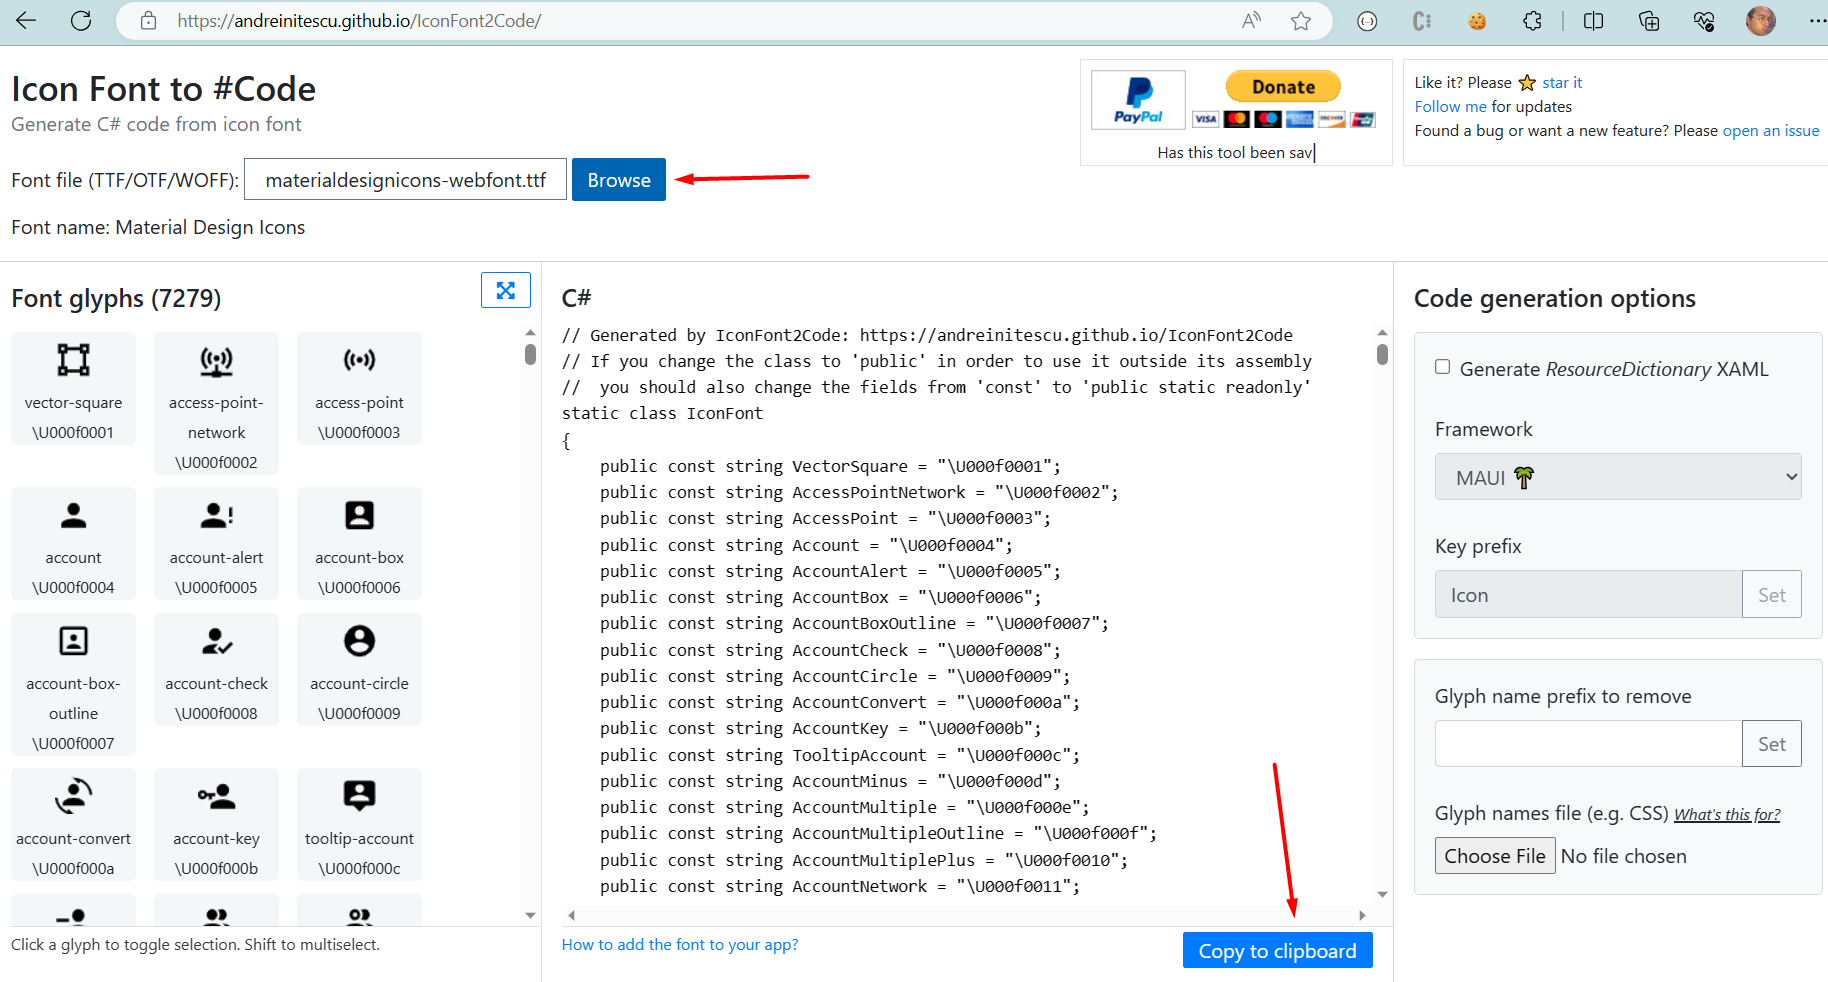 https://andreinitescu.github.io/IconFont2Code/
Icon Font to #Code
Generate C# code from icon font
Font file (TTF/OTF/WOFF): materialdesignicons-webfont.ttf Browse
Font name: Material Design Icons
PayPal
Donate
VISA
DISCOVER
Has this tool been sav
Like it? Please ⭐ star it
Follow me for updates
Found a bug or want a new feature? Please open an issue
Font glyphs (7279)
vector-square
\U000f0001
access-point-
network
\U000f0002
access-point
\U000f0003
account
\U000f0004
account-alert
\U000f0005
account-box
\U000f0006
account-box-
outline
\U000f0007
account-check
\U000f0008
account-circle
\U000f0009
account-convert
\U000f000a
account-key
\U000f000b
tooltip-account
\U000f000c
Click a glyph to toggle selection. Shift to multiselect.
C#
// Generated by IconFont2Code: https://andreinitescu.github.io/IconFont2Code
// If you change the class to 'public' in order to use it outside its assembly
//  you should also change the fields from 'const' to 'public static readonly'
static class IconFont
{
    public const string VectorSquare = "\U000f0001";
    public const string AccessPointNetwork = "\U000f0002";
    public const string AccessPoint = "\U000f0003";
    public const string Account = "\U000f0004";
    public const string AccountAlert = "\U000f0005";
    public const string AccountBox = "\U000f0006";
    public const string AccountBoxOutline = "\U000f0007";
    public const string AccountCheck = "\U000f0008";
    public const string AccountCircle = "\U000f0009";
    public const string AccountConvert = "\U000f000a";
    public const string AccountKey = "\U000f000b";
    public const string TooltipAccount = "\U000f000c";
    public const string AccountMinus = "\U000f000d";
    public const string AccountMultiple = "\U000f000e";
    public const string AccountMultipleOutline = "\U000f000f";
    public const string AccountMultiplePlus = "\U000f0010";
    public const string AccountNetwork = "\U000f0011";
How to add the font to your app?
Copy to clipboard
Code generation options
Generate ResourceDictionary XAML
Framework
MAUI 🌴
Key prefix
Icon Set
Glyph name prefix to remove
Set
Glyph names file (e.g. CSS) What's this for?
Choose File No file chosen